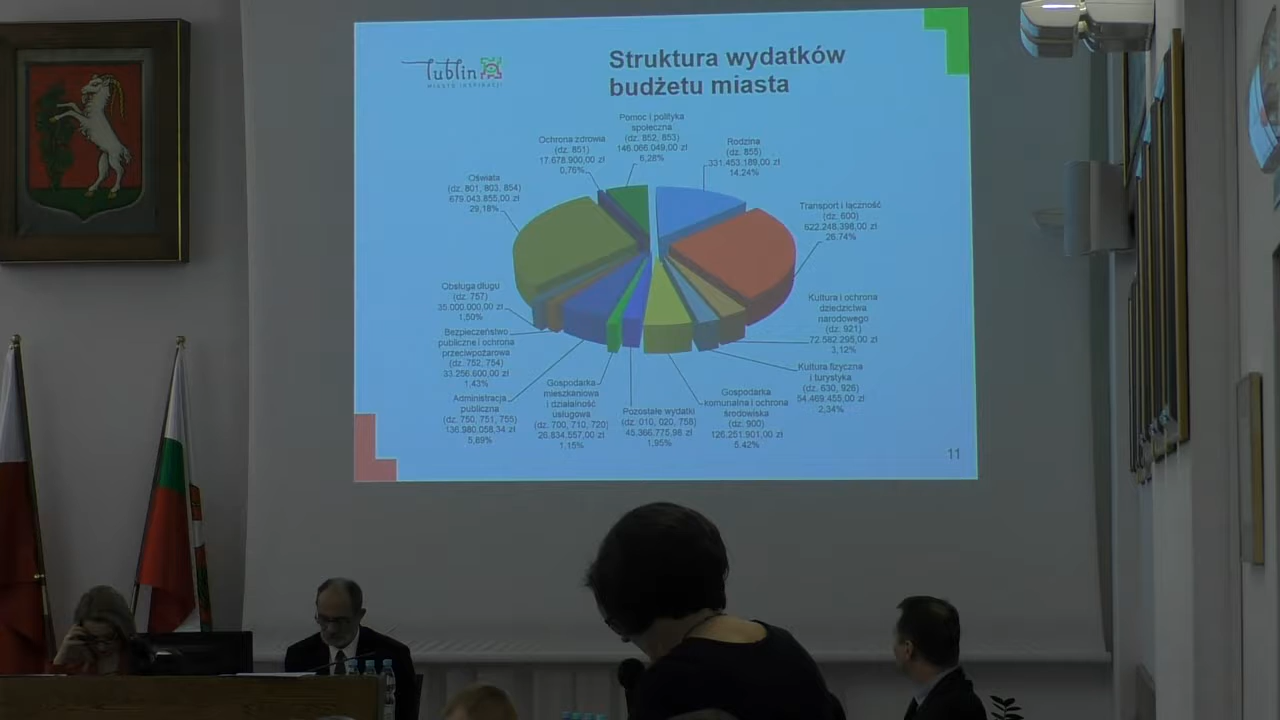 lublin
MIASTO INSPIRACJI
Struktura wydatków
budżetu miasta
Pomoc i polityka
społeczna
(dz. 852, 853)
146.066.049,00 zł
6,28%
Ochrona zdrowia
(dz. 851)
17.678.900,00 zł
0,76%
Rodzina
(dz. 855)
331.453.189,00 zł
14,24%
Oświata
(dz. 801, 803, 854)
679.043.855,00 zł
29,18%
Transport i łączność
(dz. 600)
622.248.398,00 zł
26,74%
Obsługa długu
(dz. 757)
35.000.000,00 zł
1,50%
Kultura i ochrona
dziedzictwa
narodowego
(dz. 921)
72.582.295,00 zł
3,12%
Bezpieczeństwo
publiczne i ochrona
przeciwpożarowa
(dz. 752, 754)
33.256.600,00 zł
1,43%
Kultura fizyczna
i turystyka
(dz. 630, 926)
54.469.455,00 zł
2,34%
Administracja
publiczna
(dz. 750, 751, 755)
136.980.058,34 zł
5,89%
Gospodarka
mieszkaniowa
i działalność
usługowa
(dz. 700, 710, 720)
26.834.557,00 zł
1,15%
Pozostałe wydatki
(dz. 010, 020, 758)
45.366.775,98 zł
1,95%
Gospodarka
komunalna i ochrona
środowiska
(dz. 900)
126.251.901,00 zł
5,42%
11